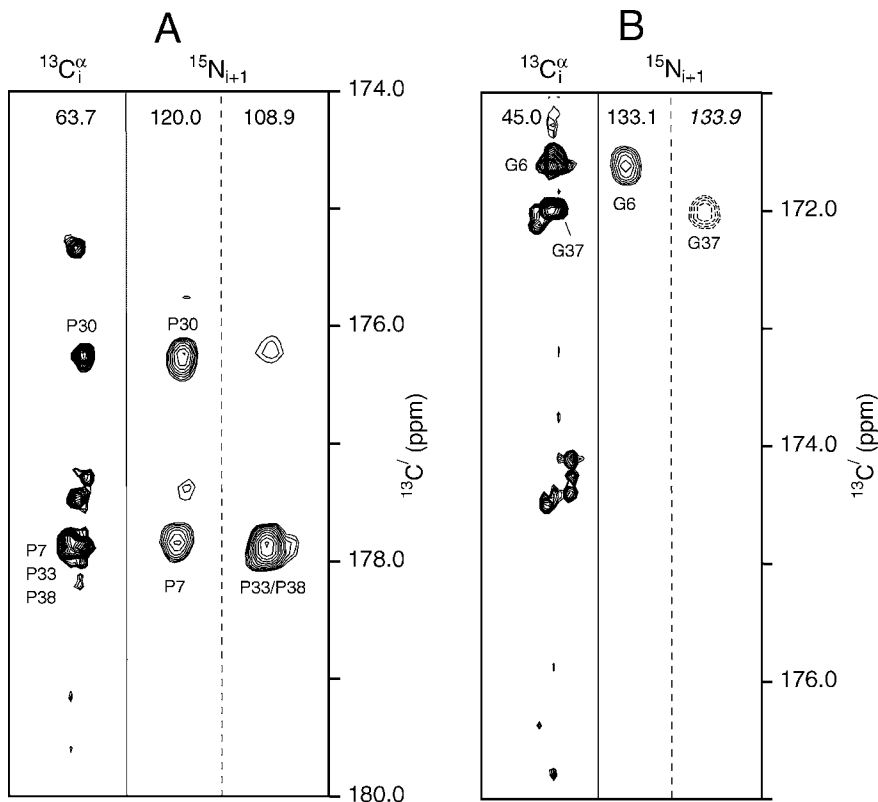 A
B
¹³Cᵢᵅ ¹⁵Nᵢ₊₁
¹³Cᵢᵅ ¹⁵Nᵢ₊₁
63.7 120.0 108.9
174.0
P30 P30
176.0
P7
P33
P38
P7 P33/P38
178.0
180.0
¹³C′ (ppm)
45.0 133.1 133.9
G6
G6
G37
G37
172.0
174.0
176.0
¹³C′ (ppm)